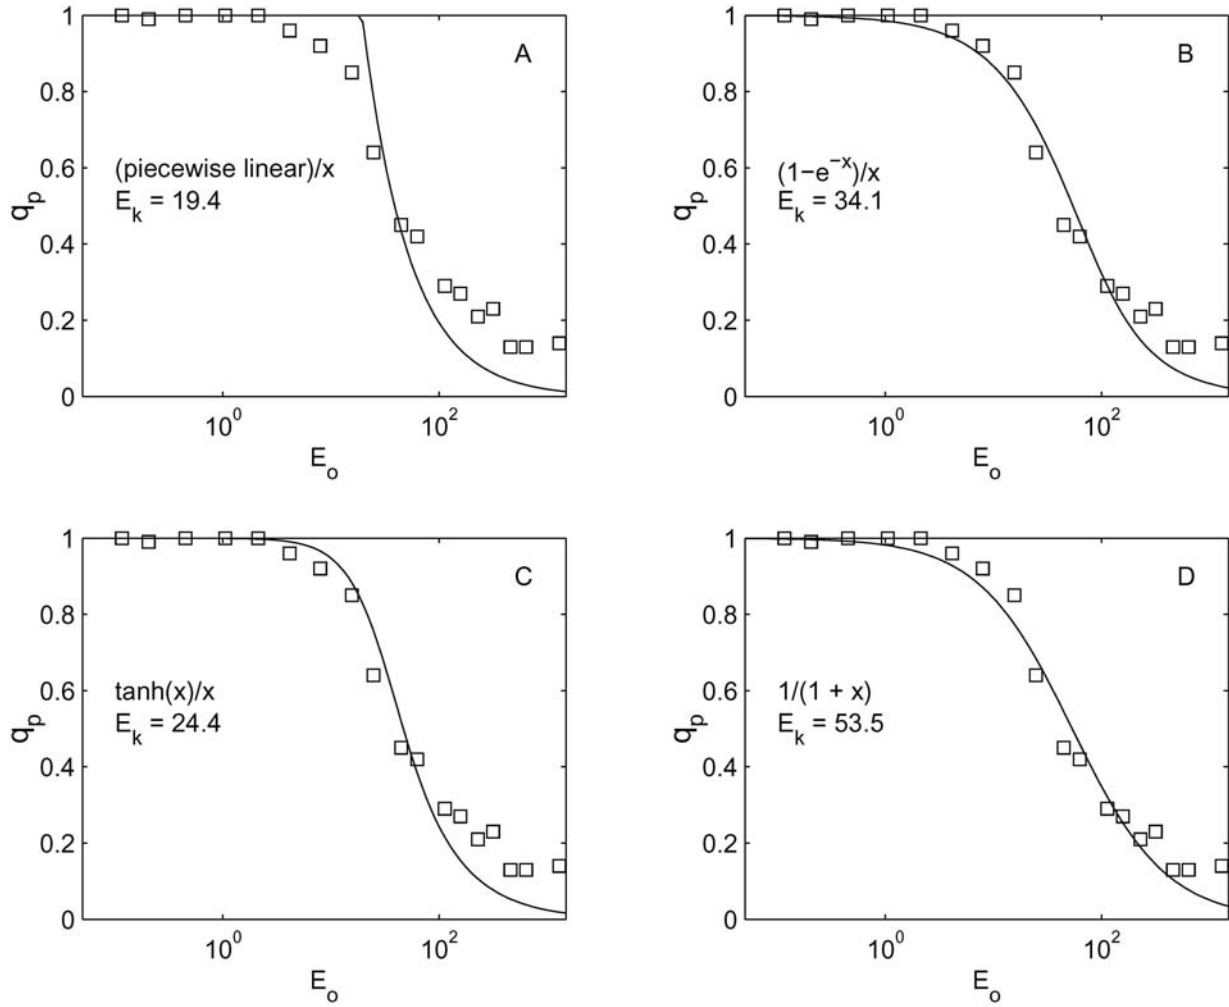 1
0.8
0.6
0.4
0.2
0
q_p
A
(piecewise linear)/x
E_k = 19.4
10^0
10^2
E_o
1
0.8
0.6
0.4
0.2
0
q_p
B
(1−e^−x)/x
E_k = 34.1
10^0
10^2
E_o
1
0.8
0.6
0.4
0.2
0
q_p
C
tanh(x)/x
E_k = 24.4
10^0
10^2
E_o
1
0.8
0.6
0.4
0.2
0
q_p
D
1/(1 + x)
E_k = 53.5
10^0
10^2
E_o